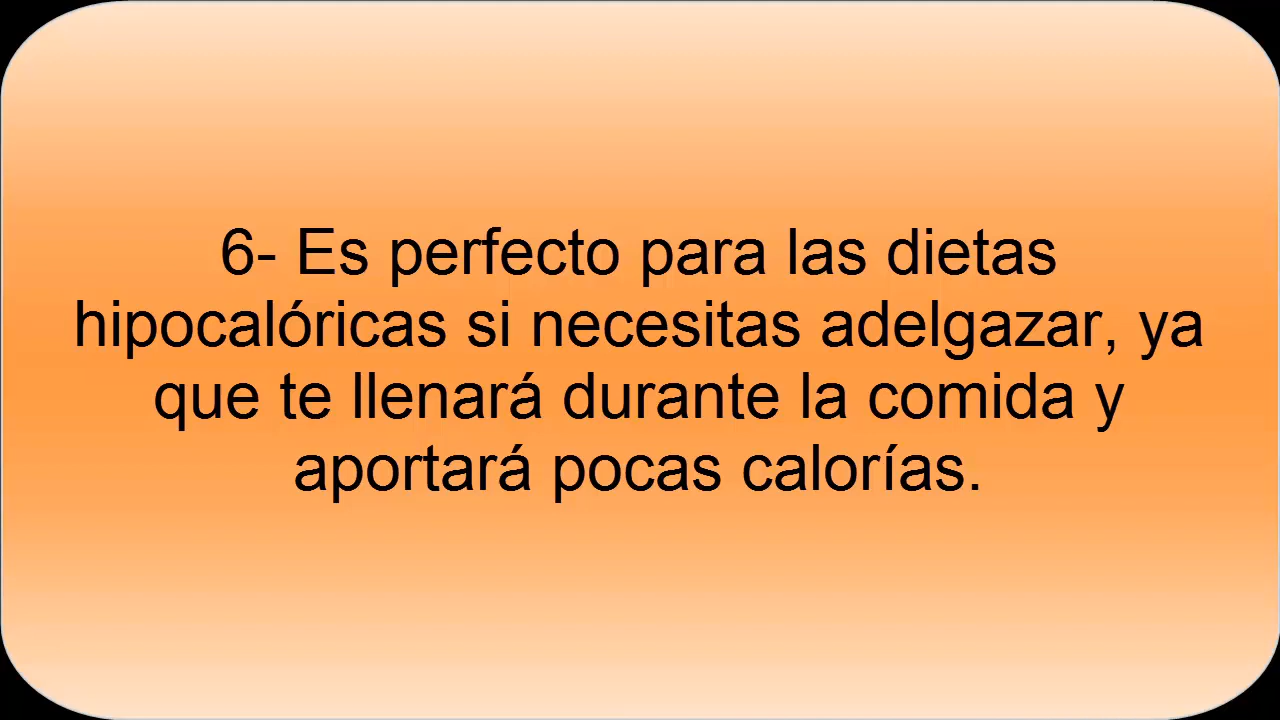 6- Es perfecto para las dietas
hipocalóricas si necesitas adelgazar, ya
que te llenará durante la comida y
aportará pocas calorías.